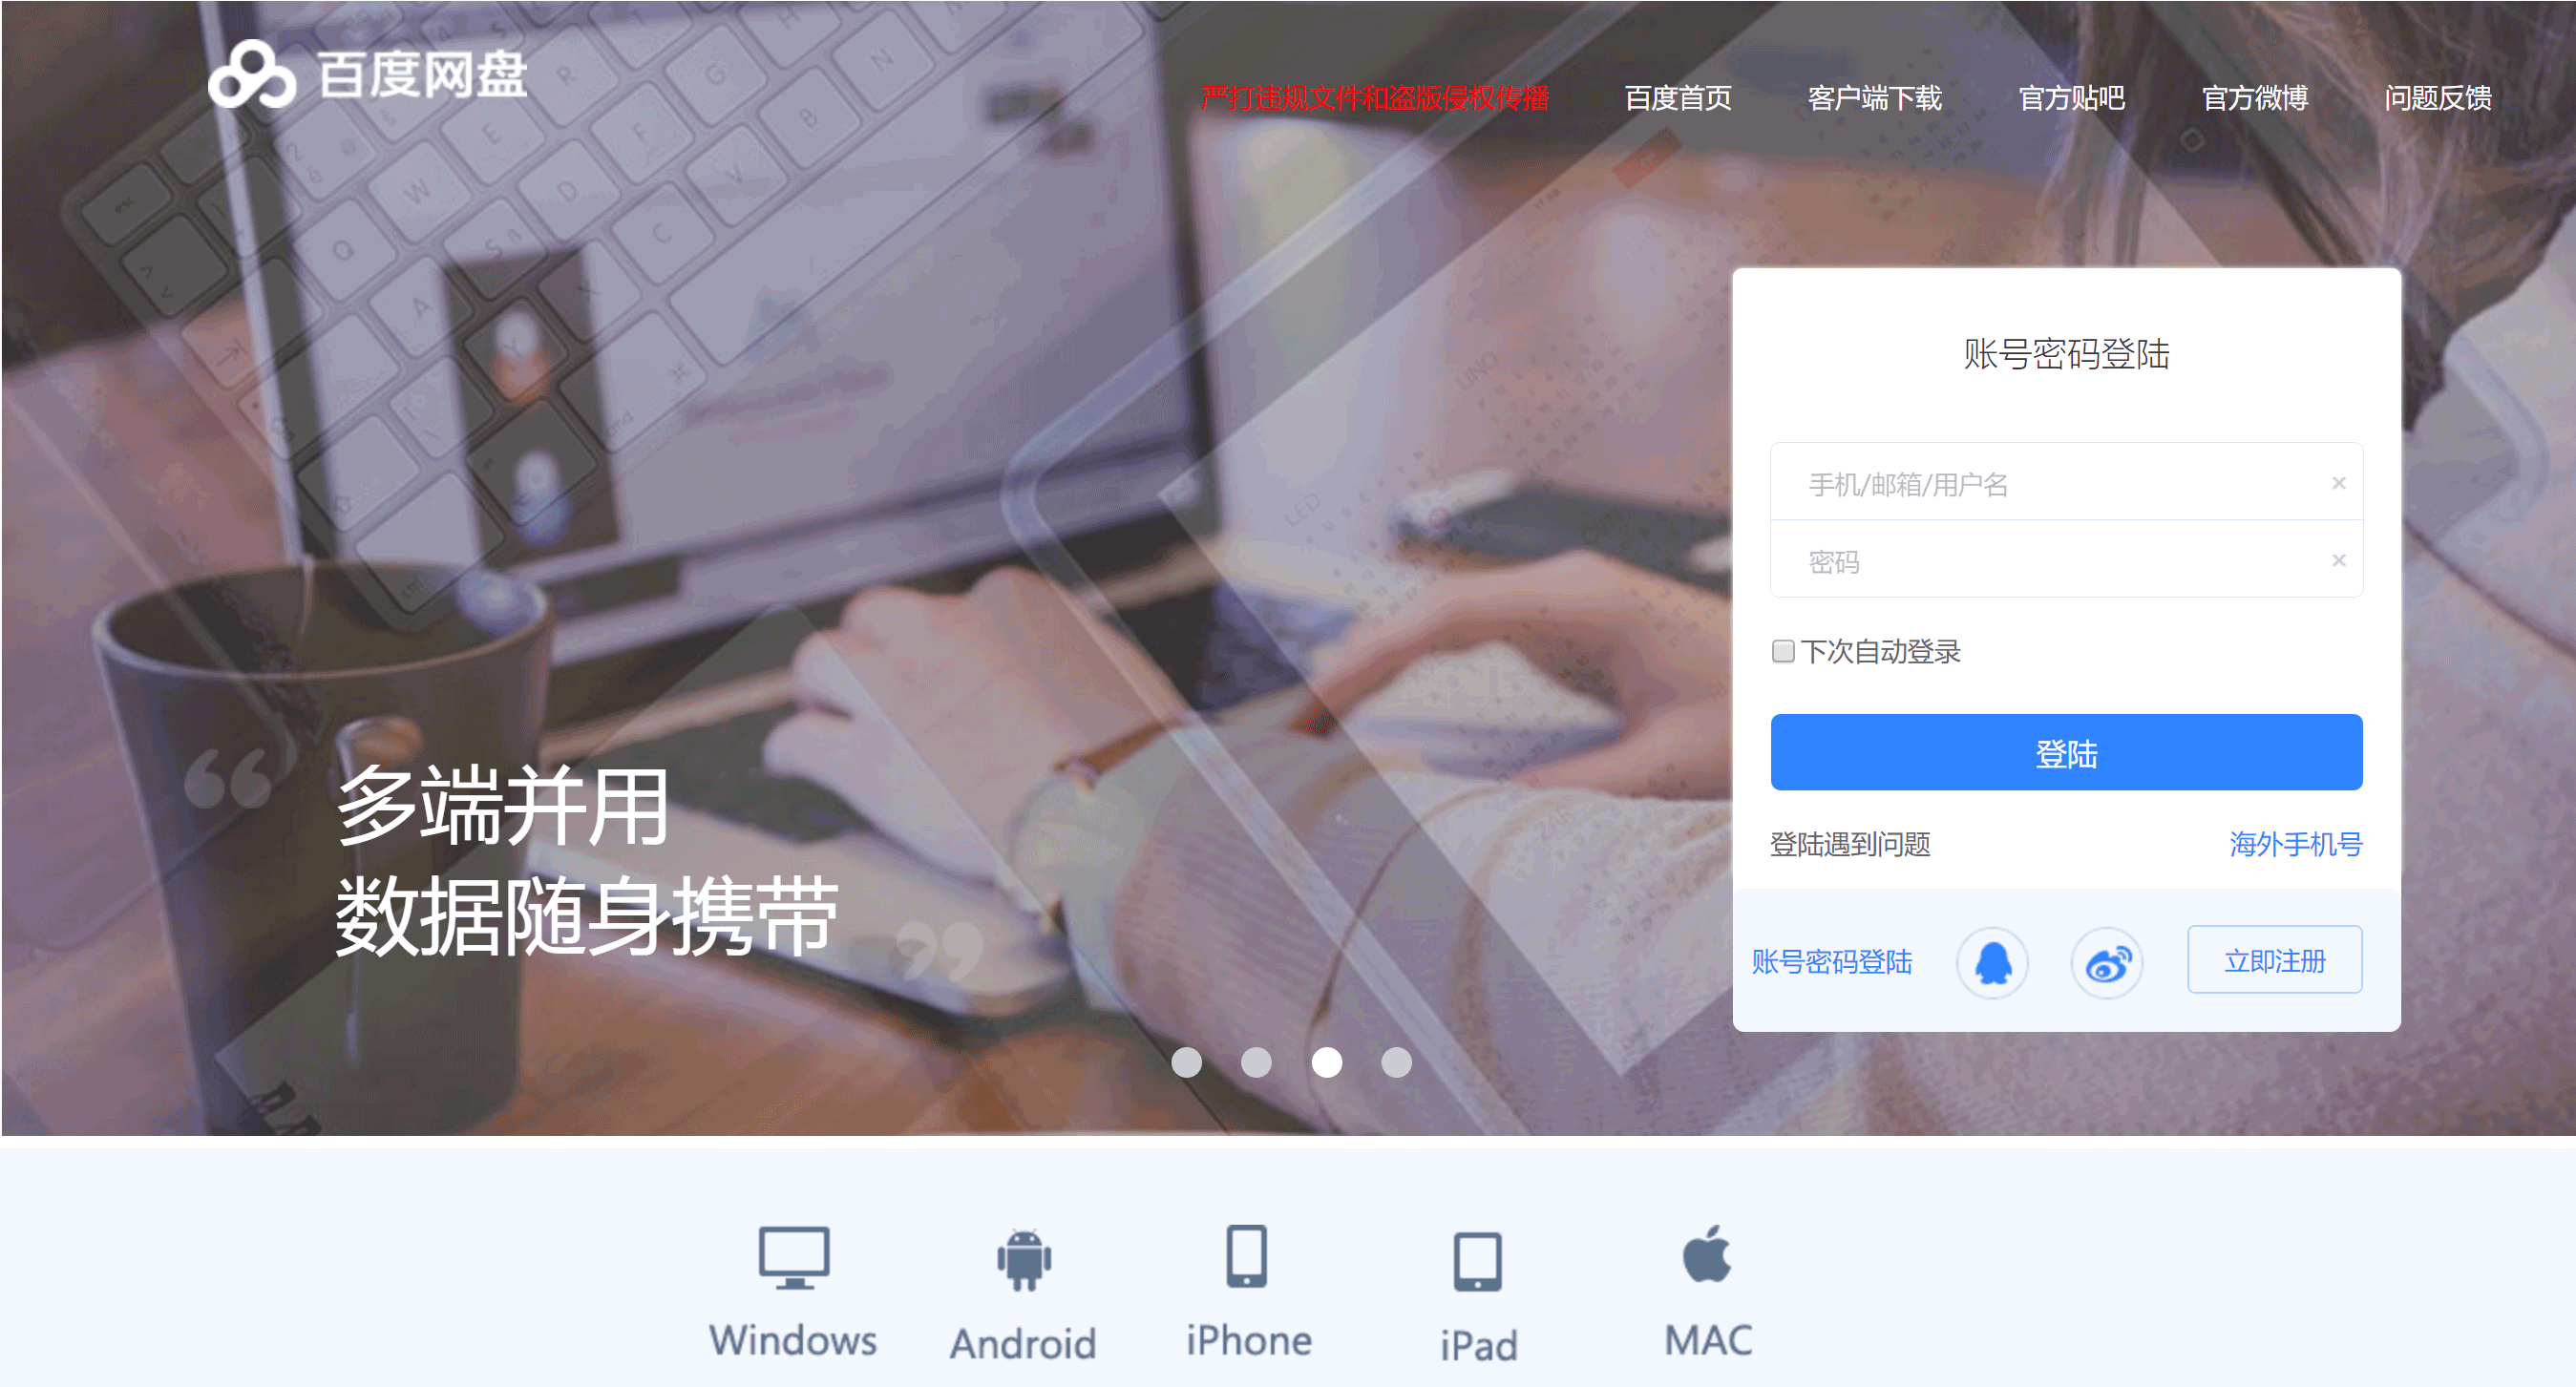 百度网盘
严打违规文件和盗版侵权传播 百度首页 客户端下载 官方贴吧 官方微博 问题反馈
账号密码登陆
手机/邮箱/用户名
密码
下次自动登录
登陆
登陆遇到问题 海外手机号
账号密码登陆 立即注册
多端并用
数据随身携带
Windows Android iPhone iPad MAC